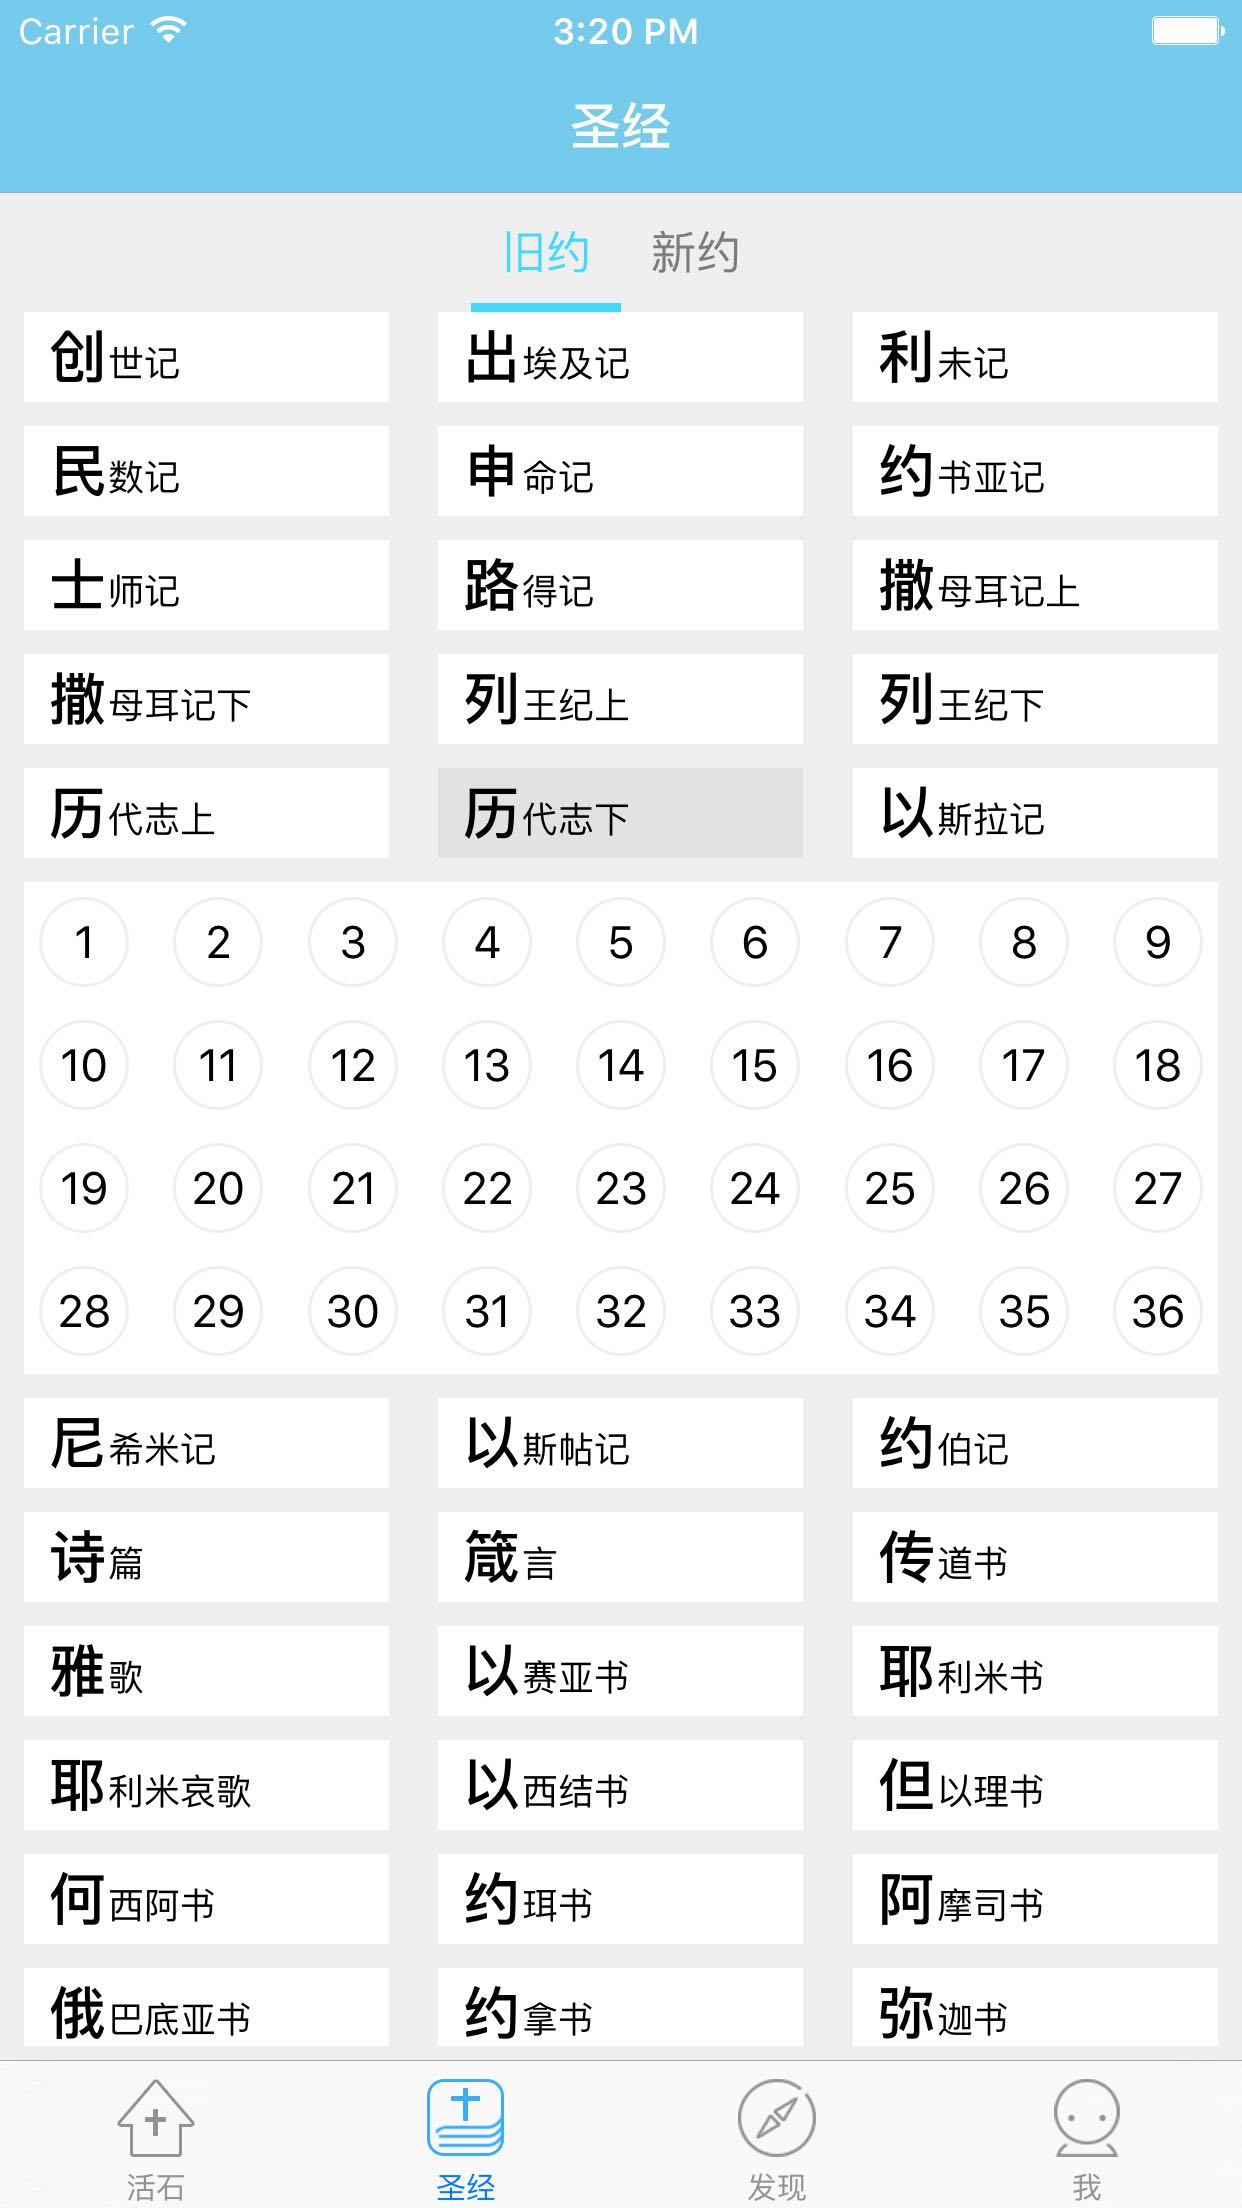 Carrier 3:20 PM
圣经
旧约 新约
创世记 出埃及记 利未记
民数记 申命记 约书亚记
士师记 路得记 撒母耳记上
撒母耳记下 列王纪上 列王纪下
历代志上 历代志下 以斯拉记
1 2 3 4 5 6 7 8 9
10 11 12 13 14 15 16 17 18
19 20 21 22 23 24 25 26 27
28 29 30 31 32 33 34 35 36
尼希米记 以斯帖记 约伯记
诗篇 箴言 传道书
雅歌 以赛亚书 耶利米书
耶利米哀歌 以西结书 但以理书
何西阿书 约珥书 阿摩司书
俄巴底亚书 约拿书 弥迦书
活石 圣经 发现 我